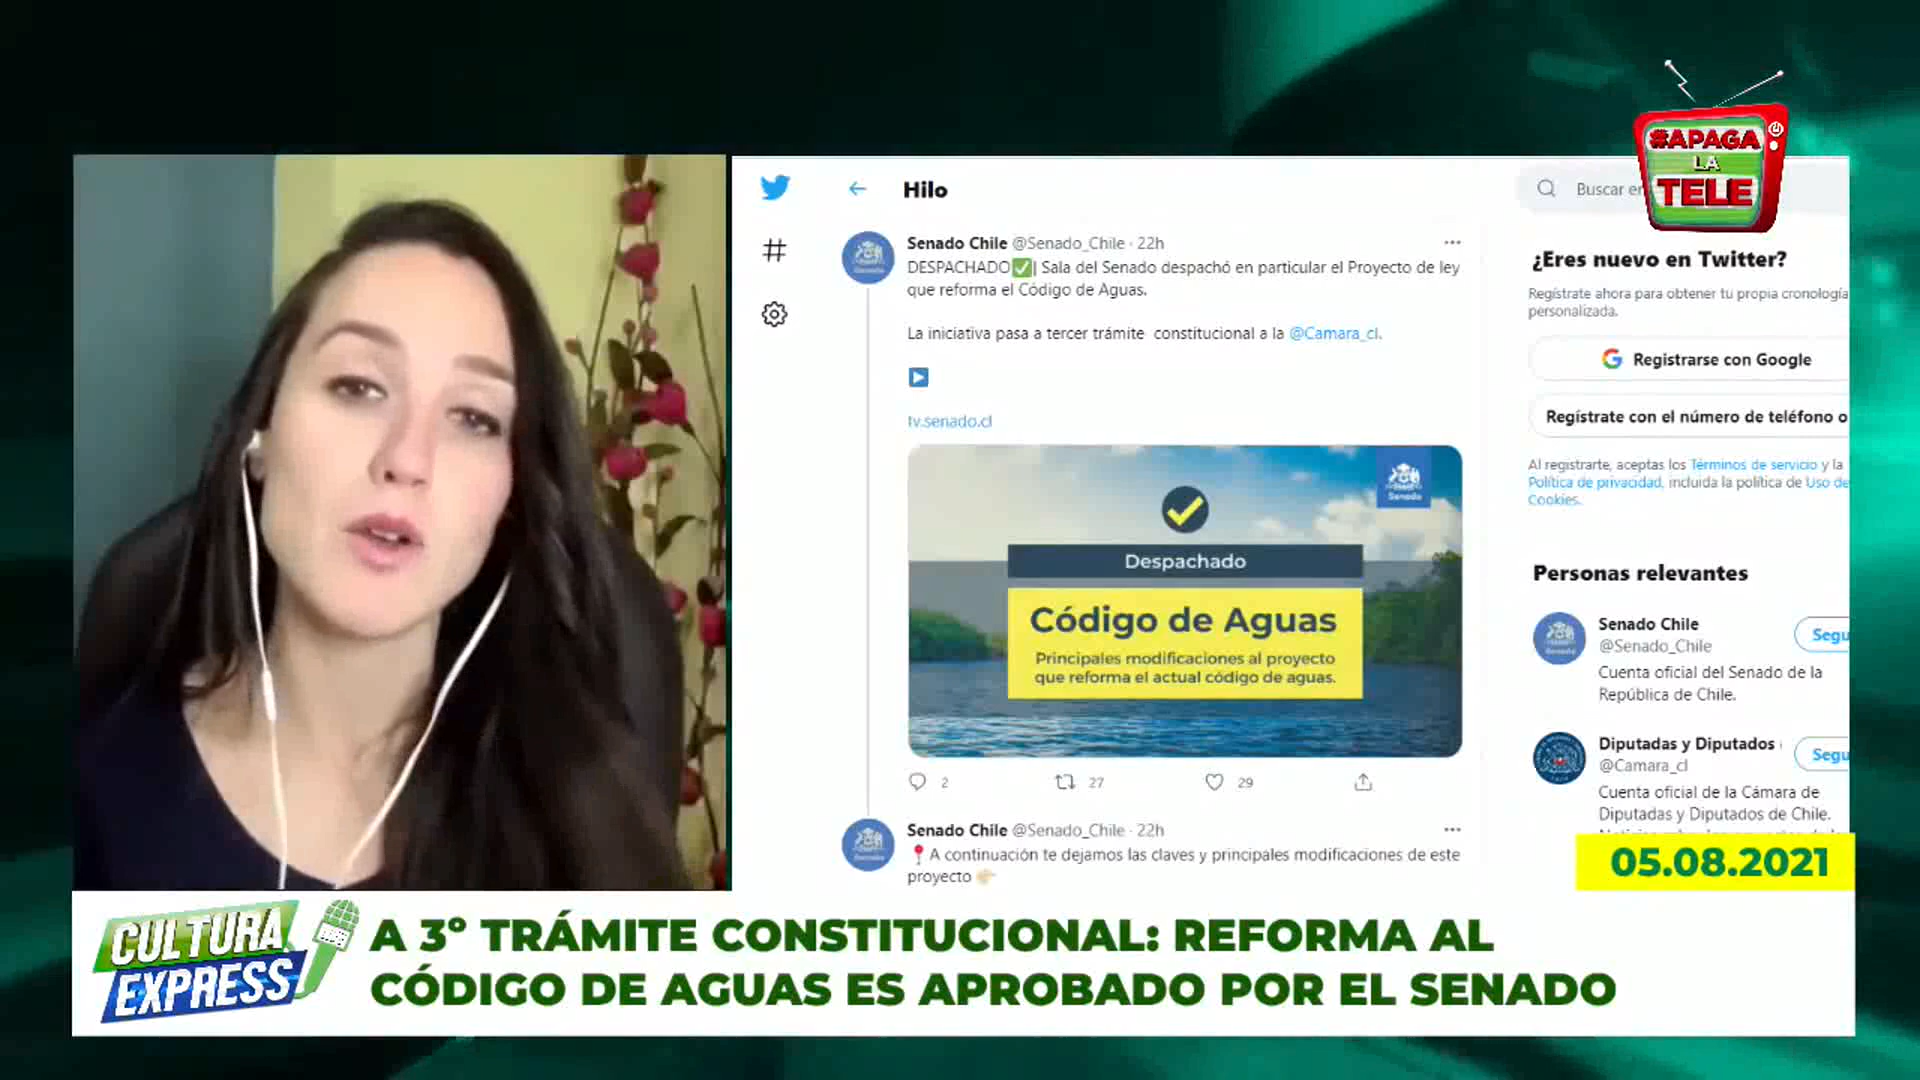 #APAGA
LA
TELE
Hilo
Buscar en
Senado Chile @Senado_Chile · 22h
DESPACHADO✅| Sala del Senado despachó en particular el Proyecto de ley
que reforma el Código de Aguas.
La iniciativa pasa a tercer trámite constitucional a la @Camara_cl.
▶
tv.senado.cl
Senado
Despachado
Código de Aguas
Principales modificaciones al proyecto
que reforma el actual código de aguas.
2 27 29
Senado Chile @Senado_Chile · 22h
📍A continuación te dejamos las claves y principales modificaciones de este
proyecto 👉🏼
¿Eres nuevo en Twitter?
Regístrate ahora para obtener tu propia cronología
personalizada.
Registrarse con Google
Regístrate con el número de teléfono o
Al registrarte, aceptas los Términos de servicio y la
Política de privacidad, incluida la política de Uso de
Cookies.
Personas relevantes
Senado Chile
@Senado_Chile
Segu
Cuenta oficial del Senado de la
República de Chile.
Diputadas y Diputados
@Camara_cl
Segu
Cuenta oficial de la Cámara de
Diputadas y Diputados de Chile.
05.08.2021
CULTURA
EXPRESS
A 3º TRÁMITE CONSTITUCIONAL: REFORMA AL
CÓDIGO DE AGUAS ES APROBADO POR EL SENADO